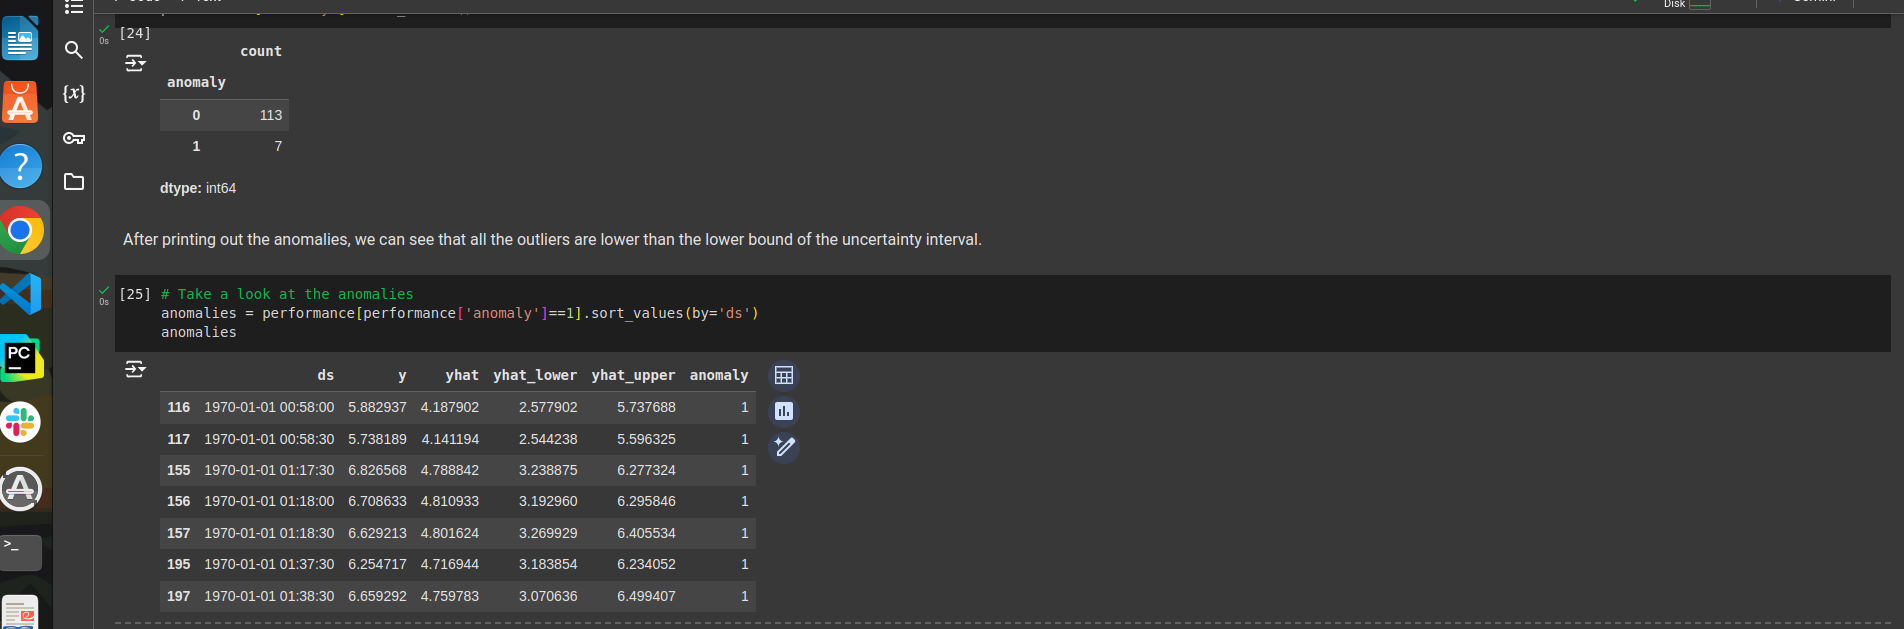 Disk
[24]
0s
count
anomaly
0 113
1 7
dtype: int64
{x}
After printing out the anomalies, we can see that all the outliers are lower than the lower bound of the uncertainty interval.
[25] # Take a look at the anomalies
0s
anomalies = performance[performance['anomaly']==1].sort_values(by='ds')
anomalies
PC
ds y yhat yhat_lower yhat_upper anomaly
116 1970-01-01 00:58:00 5.882937 4.187902 2.577902 5.737688 1
117 1970-01-01 00:58:30 5.738189 4.141194 2.544238 5.596325 1
155 1970-01-01 01:17:30 6.826568 4.788842 3.238875 6.277324 1
156 1970-01-01 01:18:00 6.708633 4.810933 3.192960 6.295846 1
157 1970-01-01 01:18:30 6.629213 4.801624 3.269929 6.405534 1
195 1970-01-01 01:37:30 6.254717 4.716944 3.183854 6.234052 1
197 1970-01-01 01:38:30 6.659292 4.759783 3.070636 6.499407 1
>_